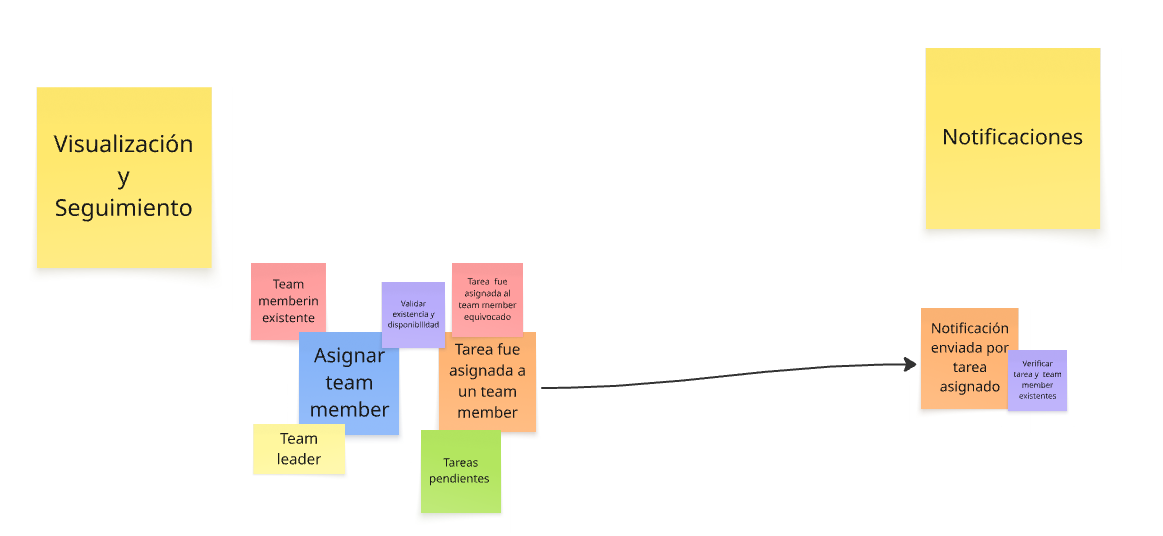 Visualización
y
Seguimiento
Notificaciones
Team
memberin
existente
Validar
existencia y
disponibilidad
Tarea fue
asignada al
team member
equivocado
Asignar
team
member
Tarea fue
asignada a
un team
member
Team
leader
Tareas
pendientes
Notificación
enviada por
tarea
asignado
Verificar
tarea y team
member
existentes